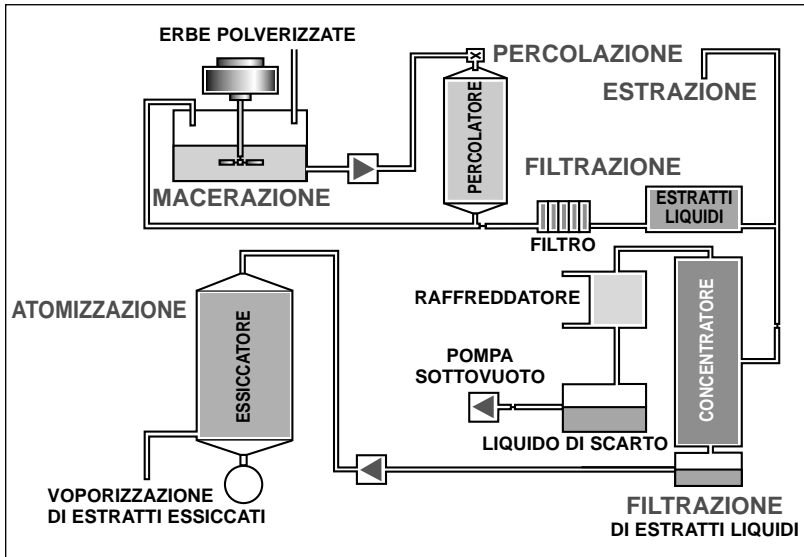 ERBE POLVERIZZATE
PERCOLAZIONE
ESTRAZIONE
PERCOLATORE
FILTRAZIONE
MACERAZIONE
ESTRATTI
LIQUIDI
FILTRO
ATOMIZZAZIONE
ESSICCATORE
RAFFREDDATORE
CONCENTRATORE
POMPA
SOTTOVUOTO
LIQUIDO DI SCARTO
VOPORIZZAZIONE
DI ESTRATTI ESSICCATI
FILTRAZIONE
DI ESTRATTI LIQUIDI